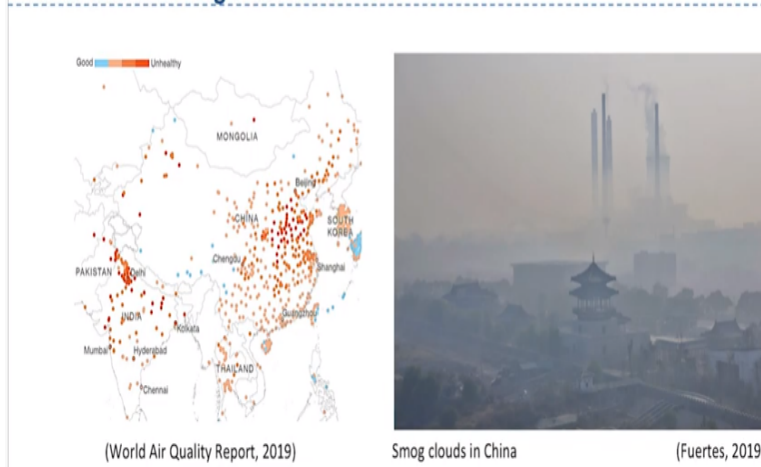 Good Unhealthy
MONGOLIA
Beijing
CHINA
SOUTH
KOREA
Chengdu
Shanghai
PAKISTAN
Delhi
INDIA
Guangzhou
Kolkata
Mumbai
Hyderabad
THAILAND
Chennai
(World Air Quality Report, 2019)
Smog clouds in China
(Fuertes, 2019